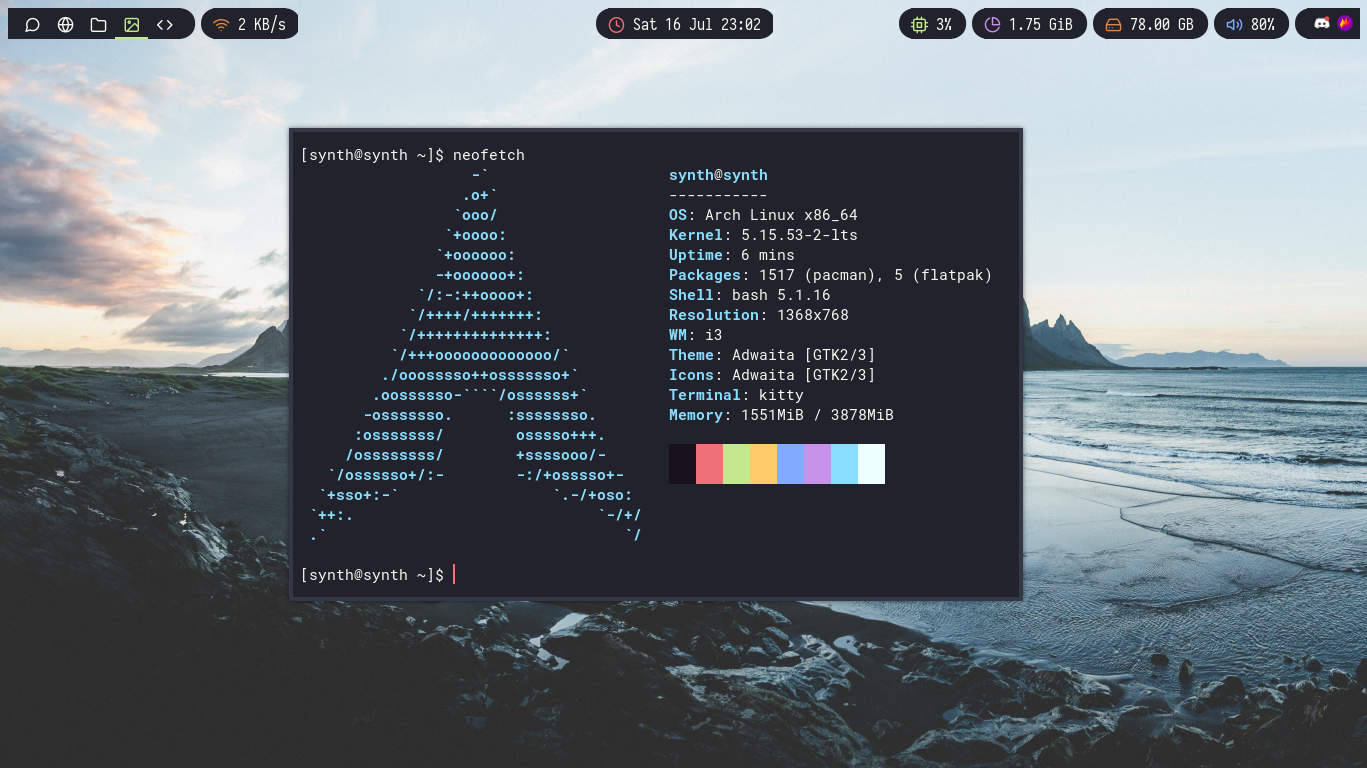 2 KB/s
Sat 16 Jul 23:02
3%
1.75 GiB
78.00 GB
80%
[synth@synth ~]$ neofetch
-`
.o+`
`ooo/
`+oooo:
`+oooooo:
-+oooooo+:
`/:-:++oooo+:
`/++++/+++++++:
`/++++++++++++++:
`/+++ooooooooooooo/`
./ooosssso++osssssso+`
.oossssso-````/ossssss+`
-osssssso.      :ssssssso.
:osssssss/        osssso+++.
/ossssssss/        +ssssooo/-
`/ossssso+/:-        -:/+osssso+-
`+sso+:-`                 `.-/+oso:
`++:.                           `-/+/
.`                                 `/
synth@synth
-----------
OS: Arch Linux x86_64
Kernel: 5.15.53-2-lts
Uptime: 6 mins
Packages: 1517 (pacman), 5 (flatpak)
Shell: bash 5.1.16
Resolution: 1368x768
WM: i3
Theme: Adwaita [GTK2/3]
Icons: Adwaita [GTK2/3]
Terminal: kitty
Memory: 1551MiB / 3878MiB
[synth@synth ~]$